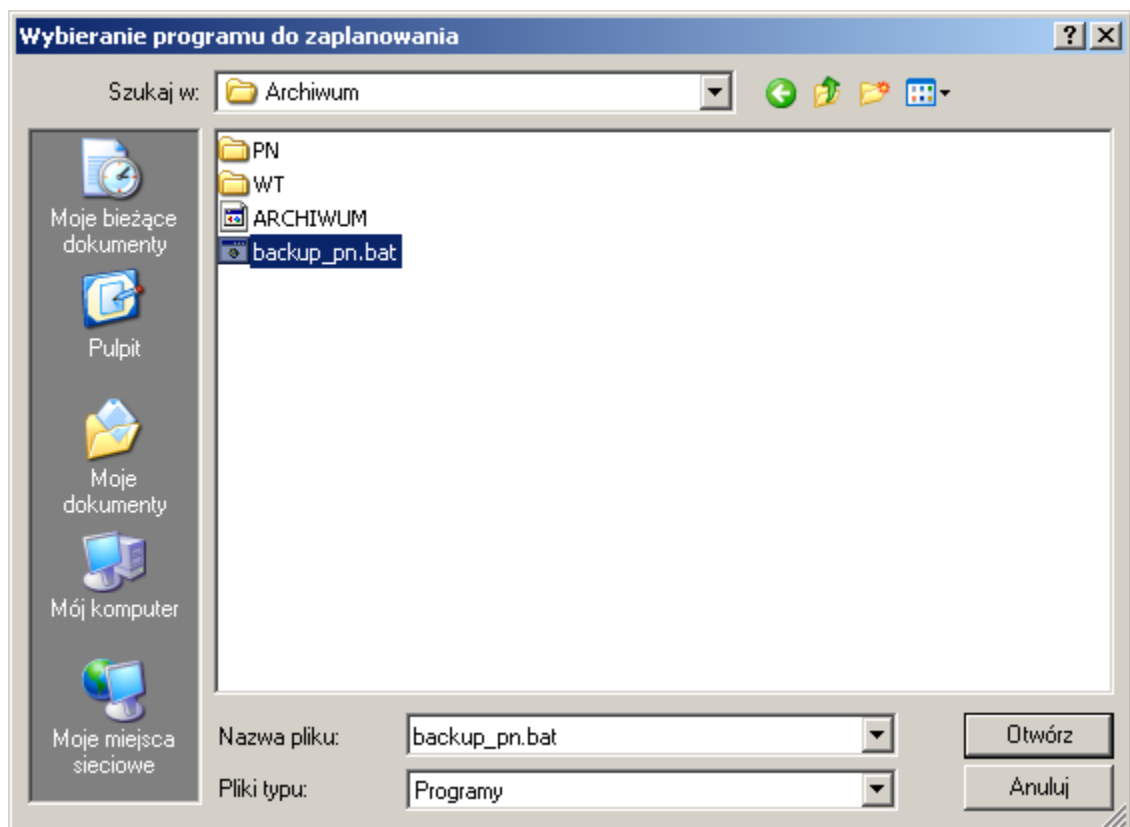 Wybieranie programu do zaplanowania
Szukaj w:
Archiwum
Moje bieżące
dokumenty
Pulpit
Moje
dokumenty
Mój komputer
Moje miejsca
sieciowe
PN
WT
ARCHIWUM
backup_pn.bat
Nazwa pliku:
backup_pn.bat
Otwórz
Pliki typu:
Programy
Anuluj